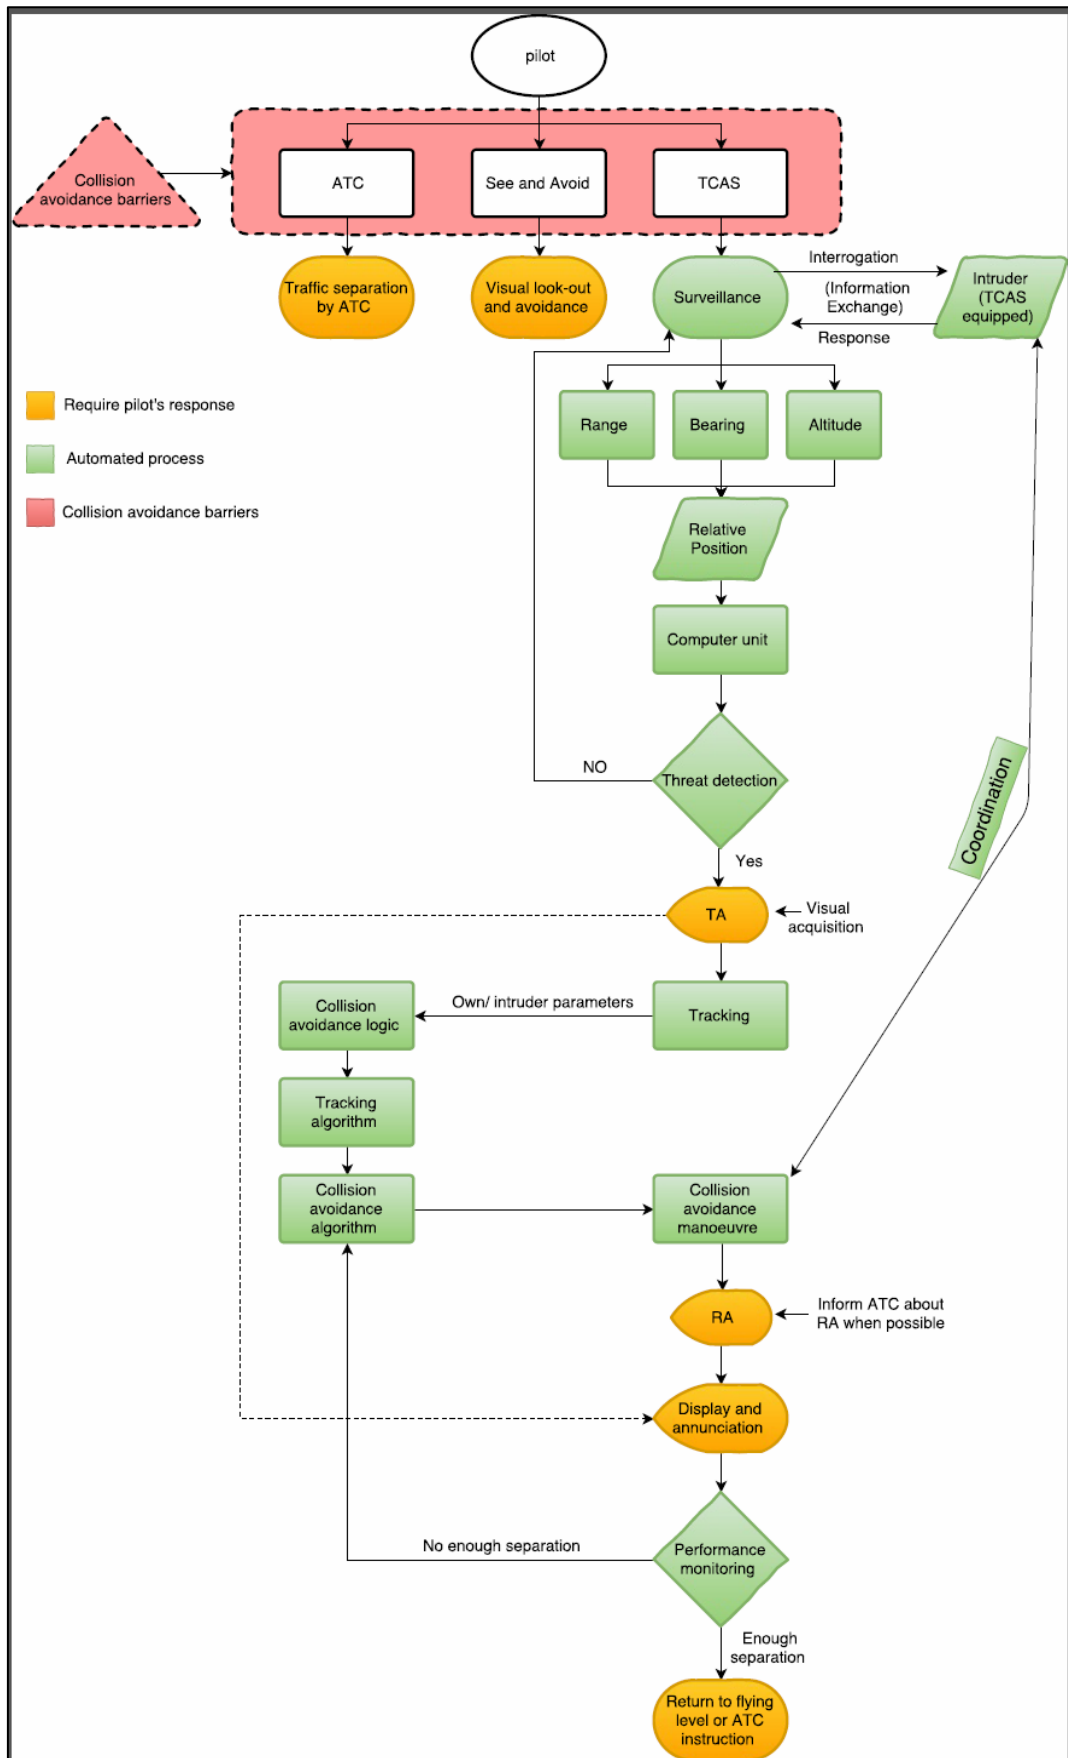 pilot
Collision
avoidance barriers
ATC
See and Avoid
TCAS
Traffic separation
by ATC
Visual look-out
and avoidance
Surveillance
Interrogation
(Information
Exchange)
Response
Intruder
(TCAS
equipped)
Require pilot's response
Automated process
Collision avoidance barriers
Range
Bearing
Altitude
Relative
Position
Computer unit
Threat detection
NO
Yes
Coordination
TA
Visual
acquisition
Collision
avoidance logic
Own/ intruder parameters
Tracking
Tracking
algorithm
Collision
avoidance
algorithm
Collision
avoidance
manoeuvre
RA
Inform ATC about
RA when possible
Display and
annunciation
No enough separation
Performance
monitoring
Enough
separation
Return to flying
level or ATC
instruction